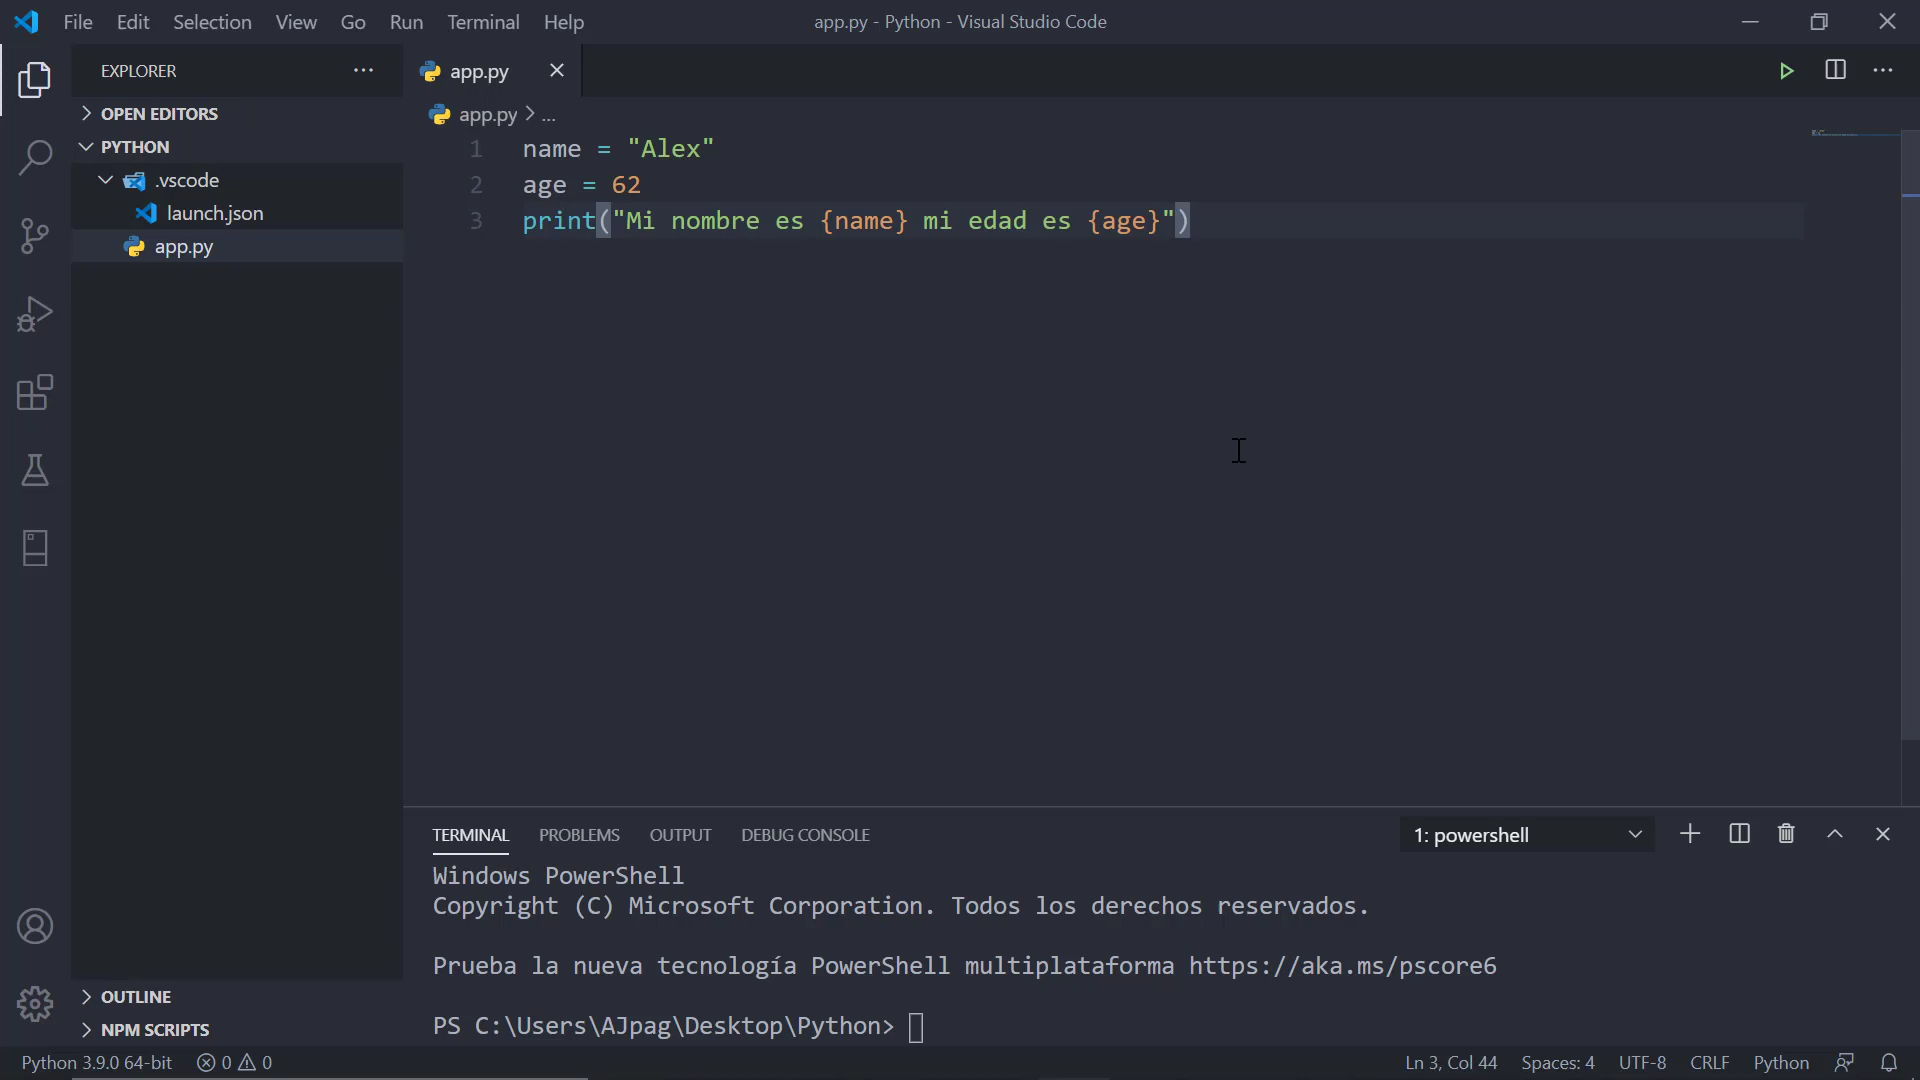 File Edit Selection View Go Run Terminal Help
app.py - Python - Visual Studio Code
EXPLORER
OPEN EDITORS
PYTHON
.vscode
launch.json
app.py
OUTLINE
NPM SCRIPTS
app.py
app.py > ...
1 name = "Alex"
2 age = 62
3 print("Mi nombre es {name} mi edad es {age}")
TERMINAL PROBLEMS OUTPUT DEBUG CONSOLE
1: powershell
Windows PowerShell
Copyright (C) Microsoft Corporation. Todos los derechos reservados.
Prueba la nueva tecnología PowerShell multiplataforma https://aka.ms/pscore6
PS C:\Users\AJpag\Desktop\Python>
Python 3.9.0 64-bit 0 0
Ln 3, Col 44 Spaces: 4 UTF-8 CRLF Python